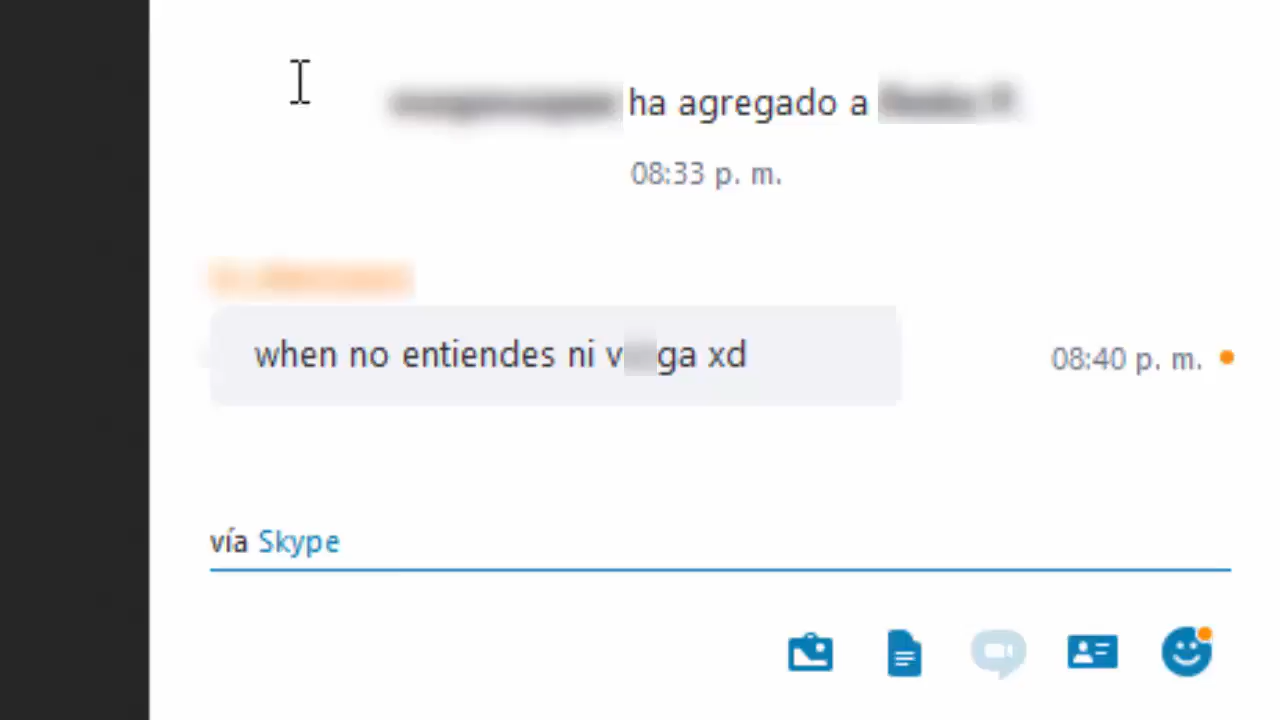 ha agregado a
08:33 p. m.
when no entiendes ni xd
08:40 p. m.
vía Skype